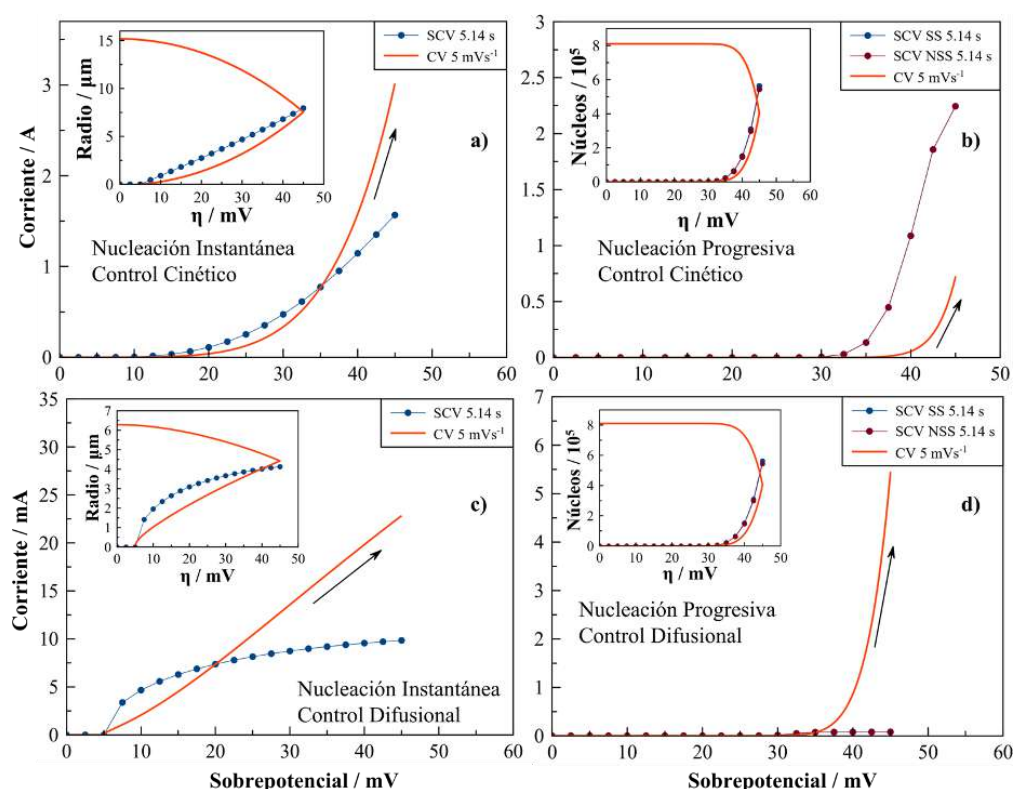 Corriente / A
3
2
1
0
0 10 20 30 40 50 60
SCV 5.14 s
CV 5 mVs⁻¹
Radio / μm
15
10
5
0
0 10 20 30 40 50
η / mV
a)
Nucleación Instantánea
Control Cinético
3
2.5
2
1.5
1
0.5
0
0 10 20 30 40 50
SCV SS 5.14 s
SCV NSS 5.14 s
CV 5 mVs⁻¹
Núcleos / 10⁵
8
6
4
2
0
0 10 20 30 40 50 60
η / mV
b)
Nucleación Progresiva
Control Cinético
Corriente / mA
35
30
25
20
15
10
5
0
0 10 20 30 40 50 60
Sobrepotencial / mV
SCV 5.14 s
CV 5 mVs⁻¹
Radio / μm
7
6
5
4
3
2
1
0
0 10 20 30 40 50
η / mV
c)
Nucleación Instantánea
Control Difusional
7
6
5
4
3
2
1
0
0 10 20 30 40 50 60
Sobrepotencial / mV
SCV SS 5.14 s
SCV NSS 5.14 s
CV 5 mVs⁻¹
Núcleos / 10⁵
8
6
4
2
0
0 10 20 30 40 50
η / mV
d)
Nucleación Progresiva
Control Difusional